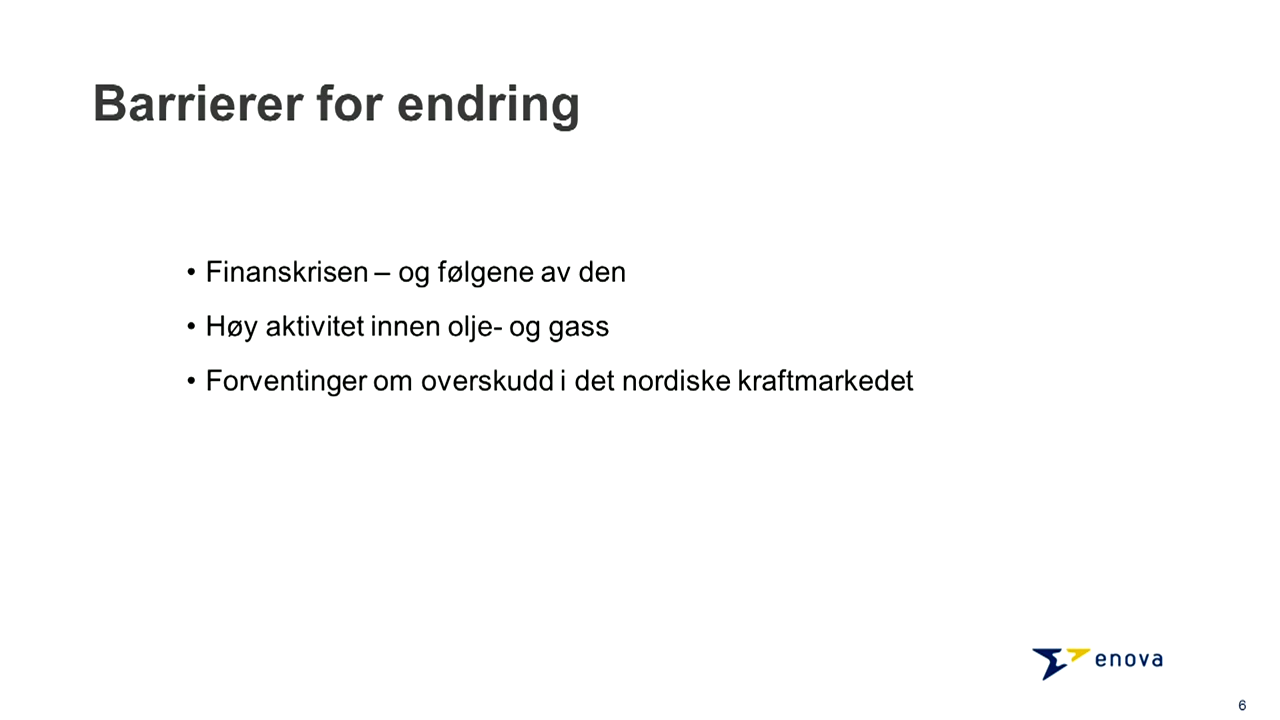 Barrierer for endring
• Finanskrisen – og følgene av den
• Høy aktivitet innen olje- og gass
• Forventinger om overskudd i det nordiske kraftmarkedet
enova
6